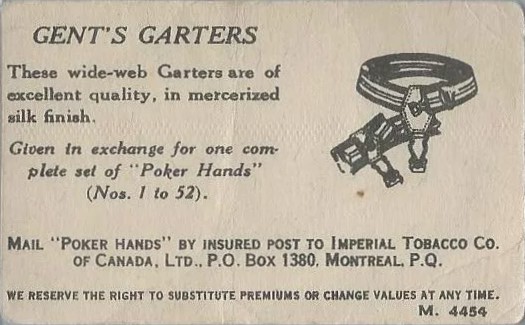 GENT'S GARTERS
These wide-web Garters are of
excellent quality, in mercerized
silk finish.
Given in exchange for one com-
plete set of "Poker Hands"
(Nos. 1 to 52).
MAIL "POKER HANDS" BY INSURED POST TO IMPERIAL TOBACCO CO.
OF CANADA, LTD., P.O. BOX 1380, MONTREAL, P.Q.
WE RESERVE THE RIGHT TO SUBSTITUTE PREMIUMS OR CHANGE VALUES AT ANY TIME.
M. 4454